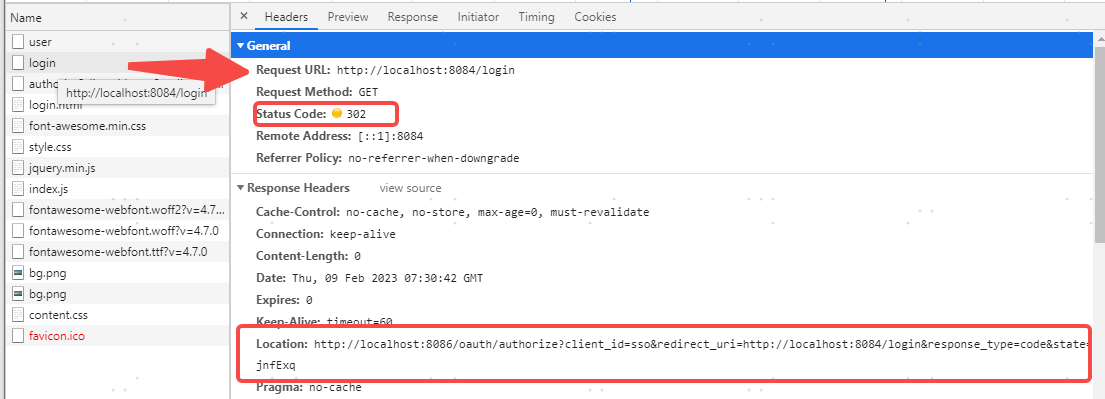 Name
× Headers Preview Response Initiator Timing Cookies
user
login
login.html
font-awesome.min.css
style.css
jquery.min.js
index.js
fontawesome-webfont.woff2?v=4.7...
fontawesome-webfont.woff?v=4.7.0
fontawesome-webfont.ttf?v=4.7.0
bg.png
bg.png
content.css
favicon.ico
http://localhost:8084/login
General
Request URL: http://localhost:8084/login
Request Method: GET
Status Code: 302
Remote Address: [::1]:8084
Referrer Policy: no-referrer-when-downgrade
Response Headers view source
Cache-Control: no-cache, no-store, max-age=0, must-revalidate
Connection: keep-alive
Content-Length: 0
Date: Thu, 09 Feb 2023 07:30:42 GMT
Expires: 0
Keep-Alive: timeout=60
Location: http://localhost:8086/oauth/authorize?client_id=sso&redirect_uri=http://localhost:8084/login&response_type=code&state=
jnfExq
Pragma: no-cache